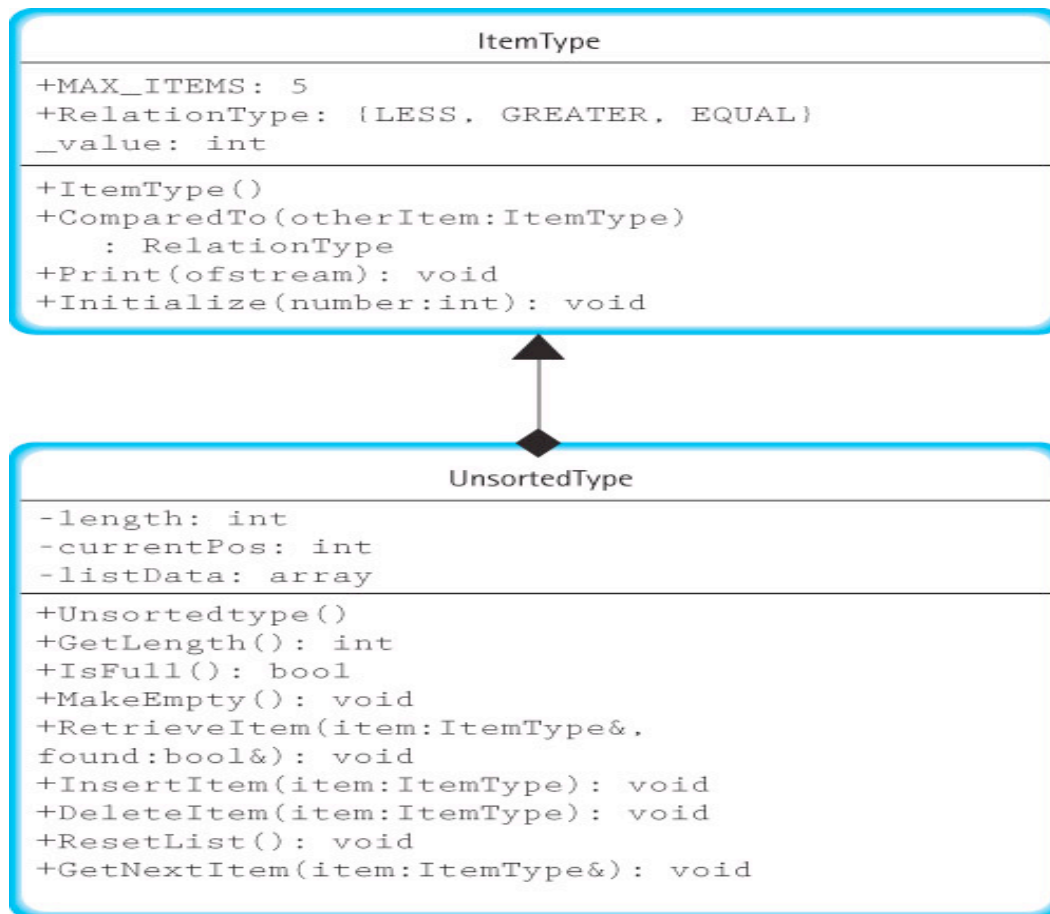 ItemType
+MAX_ITEMS: 5
+RelationType: {LESS, GREATER, EQUAL}
_value: int
+ItemType()
+ComparedTo(otherItem:ItemType)
: RelationType
+Print(ofstream): void
+Initialize(number:int): void
UnsortedType
-length: int
-currentPos: int
-listData: array
+Unsortedtype()
+GetLength(): int
+IsFull(): bool
+MakeEmpty(): void
+RetrieveItem(item:ItemType&,
found:bool&): void
+InsertItem(item:ItemType): void
+DeleteItem(item:ItemType): void
+ResetList(): void
+GetNextItem(item:ItemType&): void